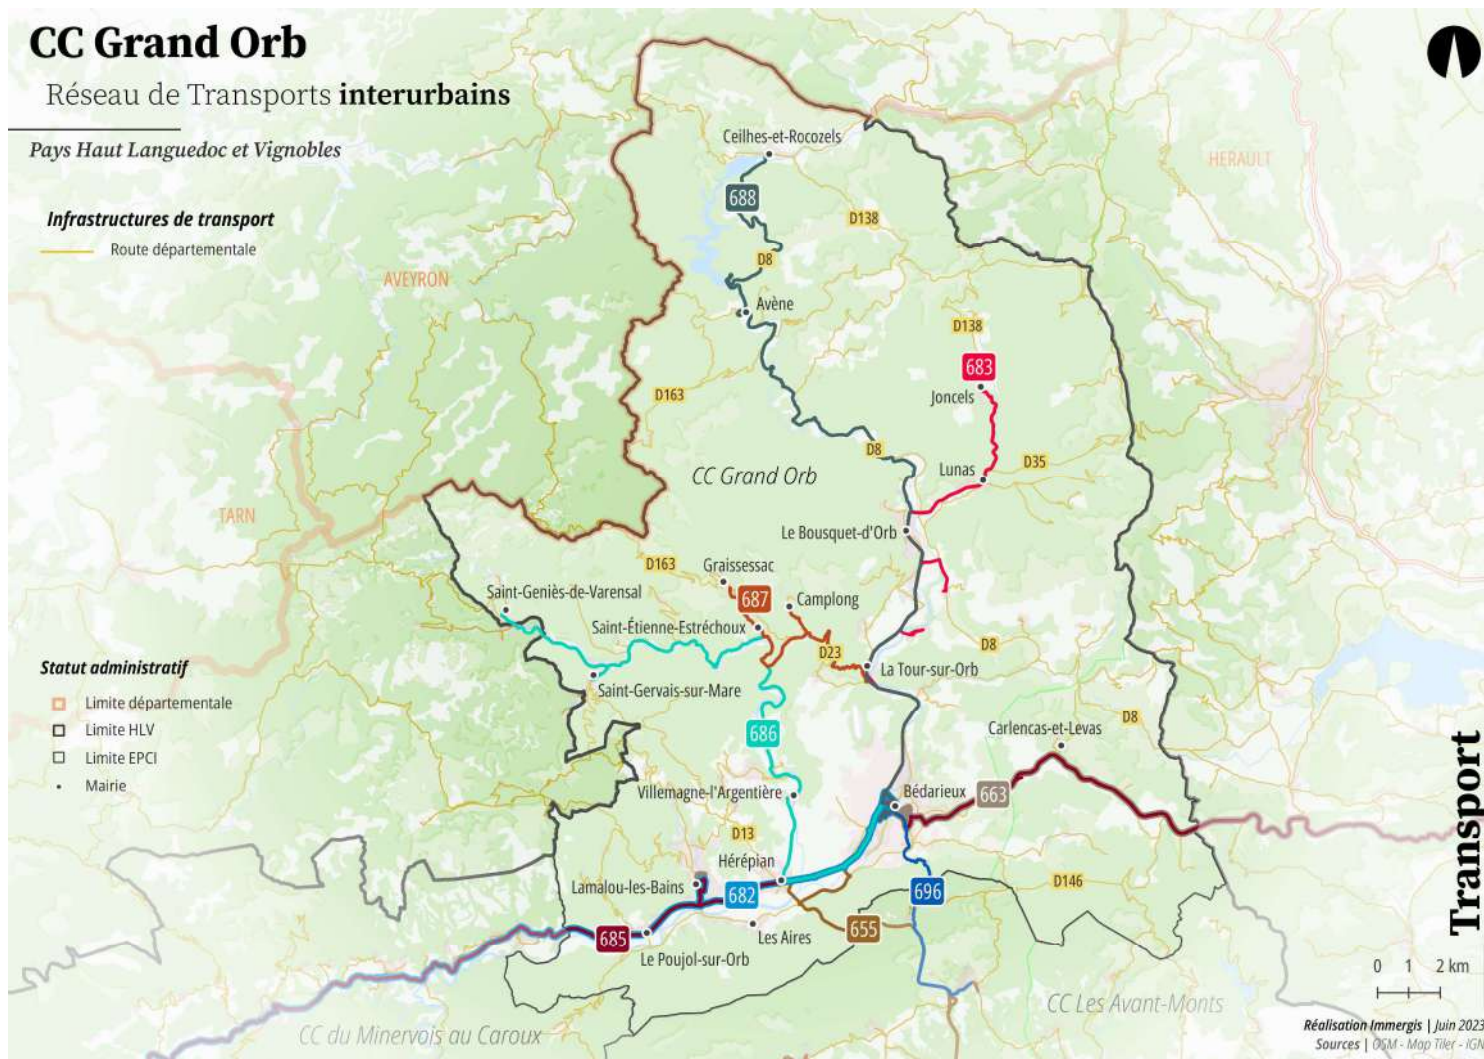 CC Grand Orb
Réseau de Transports interurbains
Pays Haut Languedoc et Vignobles
Infrastructures de transport
Route départementale
Statut administratif
Limite départementale
Limite HLV
Limite EPCI
Mairie
HERAULT
AVEYRON
TARN
Ceilhes-et-Rocozels
688
D138
D8
Avène
D138
683
Joncels
D163
D8
Lunas
D35
CC Grand Orb
Le Bousquet-d'Orb
D163
Graissessac
687
Camplong
Saint-Geniès-de-Varensal
Saint-Étienne-Estréchoux
D23
D8
La Tour-sur-Orb
Saint-Gervais-sur-Mare
686
Carlencas-et-Levas
D8
Villemagne-l'Argentière
Bédarieux
663
D13
Hérépian
Lamalou-les-Bains
682
696
D146
685
Les Aires
655
Le Poujol-sur-Orb
CC du Minervois au Caroux
CC Les Avant-Monts
Transport
0 1 2 km
Réalisation Immergis | Juin 2023
Sources | OSM - Map Tiler - IGN